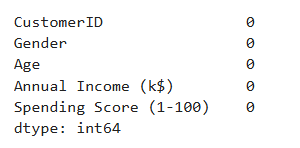 CustomerID 0
Gender 0
Age 0
Annual Income (k$) 0
Spending Score (1-100) 0
dtype: int64